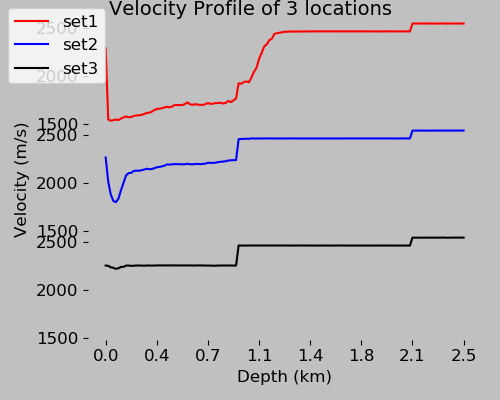 Velocity Profile of 3 locations
set1
set2
set3
2500
2000
1500
2500
2000
1500
2500
2000
1500
Velocity (m/s)
0.0 0.4 0.7 1.1 1.4 1.8 2.1 2.5
Depth (km)